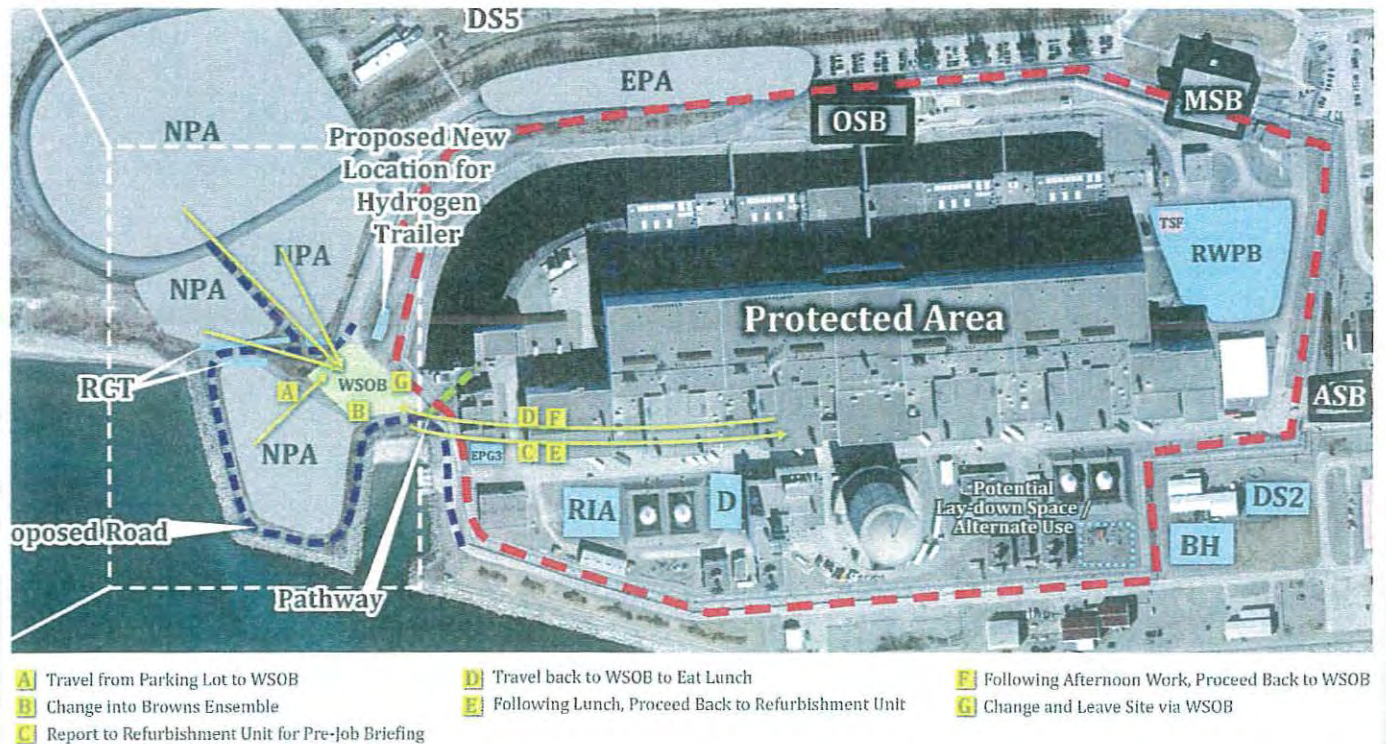 DS5
EPA
NPA
OSB
MSB
Proposed New
Location for
Hydrogen
Trailer
NPA
NPA
TSF
RWPB
Protected Area
RCT
A
WSOB
G
B
ASB
NPA
D F
C E
EPG3
RIA
D
Potential
Lay-down Space /
Alternate Use
DS2
BH
oposed Road
Pathway
A Travel from Parking Lot to WSOB
B Change into Browns Ensemble
C Report to Refurbishment Unit for Pre-Job Briefing
D Travel back to WSOB to Eat Lunch
E Following Lunch, Proceed Back to Refurbishment Unit
F Following Afternoon Work, Proceed Back to WSOB
G Change and Leave Site via WSOB